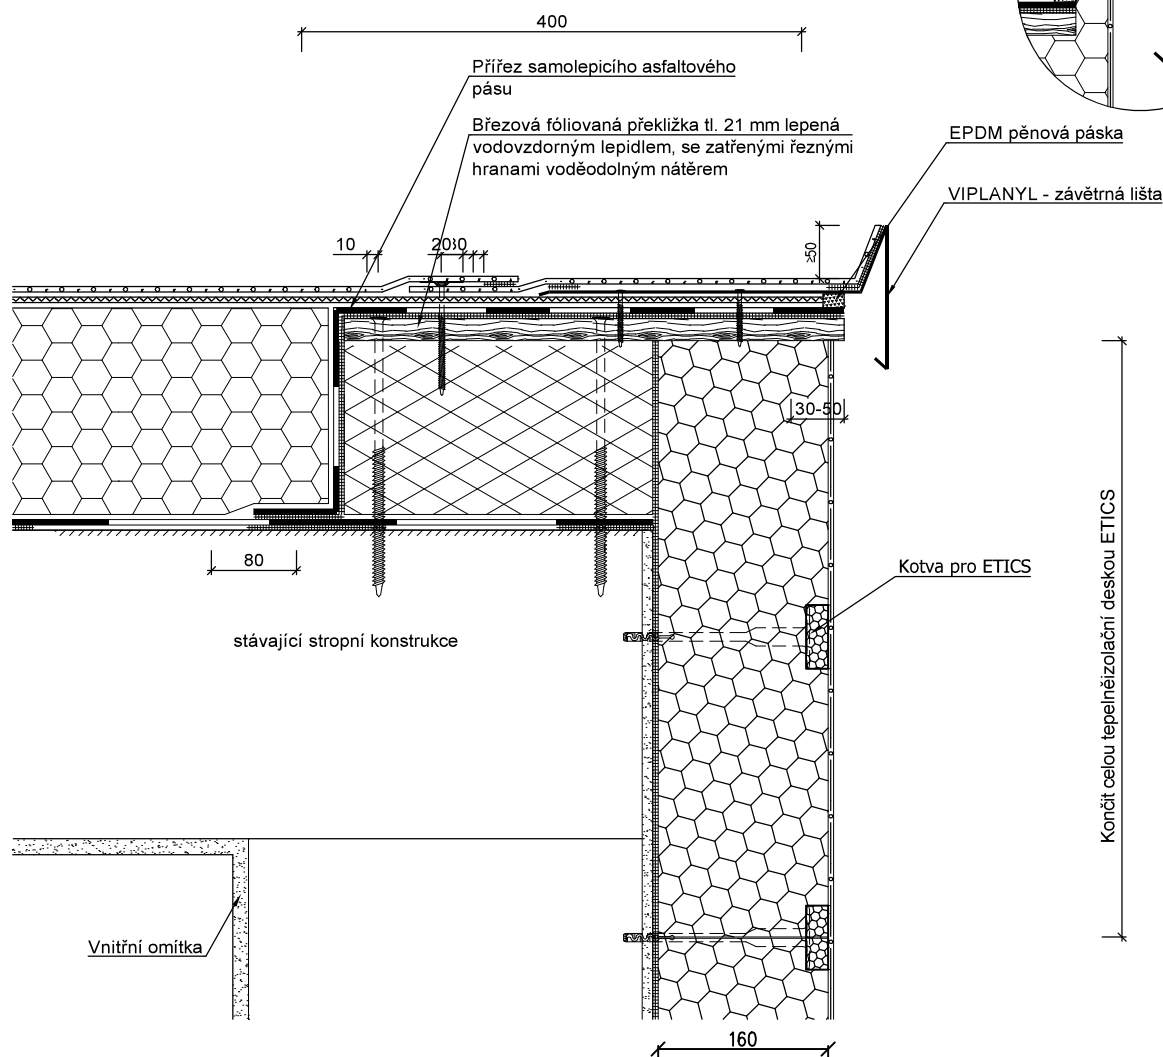 400
Přířez samolepicího asfaltového
pásu
Březová fóliovaná překližka tl. 21 mm lepená
vodovzdorným lepidlem, se zatřenými řeznými
hranami voděodolným nátěrem
EPDM pěnová páska
VIPLANYL - závětrná lišta
10
20
30
≥50
30-50
80
Kotva pro ETICS
stávající stropní konstrukce
Končit celou tepelněizolační deskou ETICS
Vnitřní omítka
160